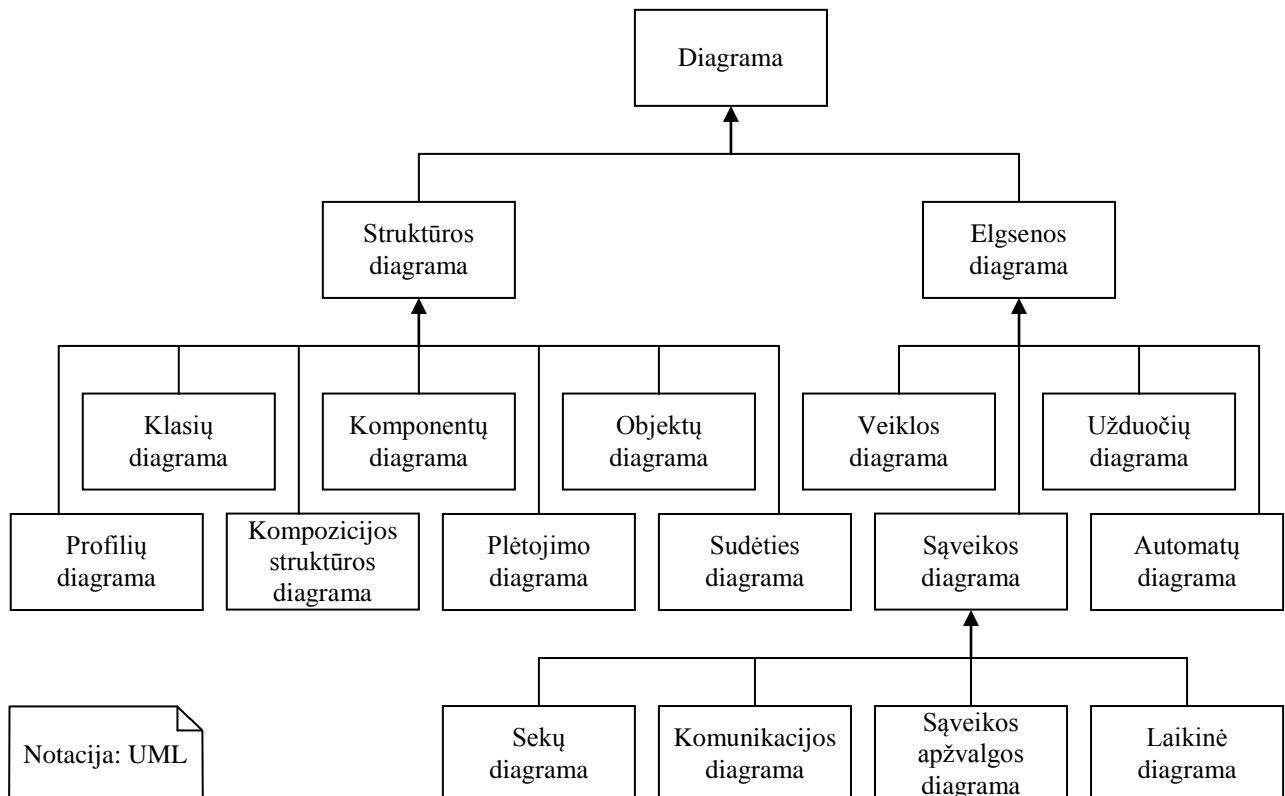 Diagrama
Struktūros
diagrama
Elgsenos
diagrama
Klasių
diagrama
Komponentų
diagrama
Objektų
diagrama
Veiklos
diagrama
Užduočių
diagrama
Profilių
diagrama
Kompozicijos
struktūros
diagrama
Plėtojimo
diagrama
Sudėties
diagrama
Sąveikos
diagrama
Automatų
diagrama
Notacija: UML
Sekų
diagrama
Komunikacijos
diagrama
Sąveikos
apžvalgos
diagrama
Laikinė
diagrama